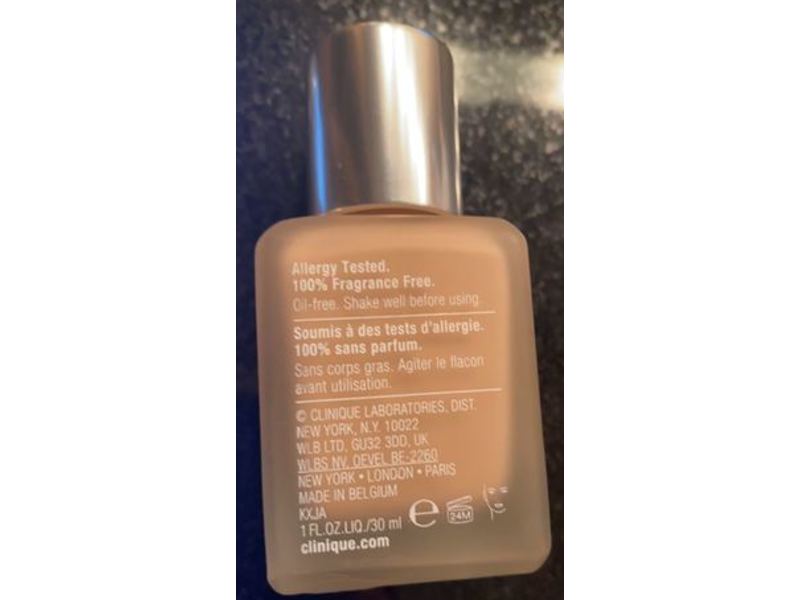 Allergy Tested.
100% Fragrance Free.
Oil-free. Shake well before using.
Soumis à des tests d'allergie.
100% sans parfum.
Sans corps gras. Agiter le flacon
avant utilisation.
© CLINIQUE LABORATORIES, DIST.
NEW YORK, N.Y. 10022
WLB LTD, GU32 3DD, UK
WLBS NV, OEVEL BE-2260
NEW YORK • LONDON • PARIS
MADE IN BELGIUM
KXJA
1 FL.OZ.LIQ./30 ml e 24M
clinique.com